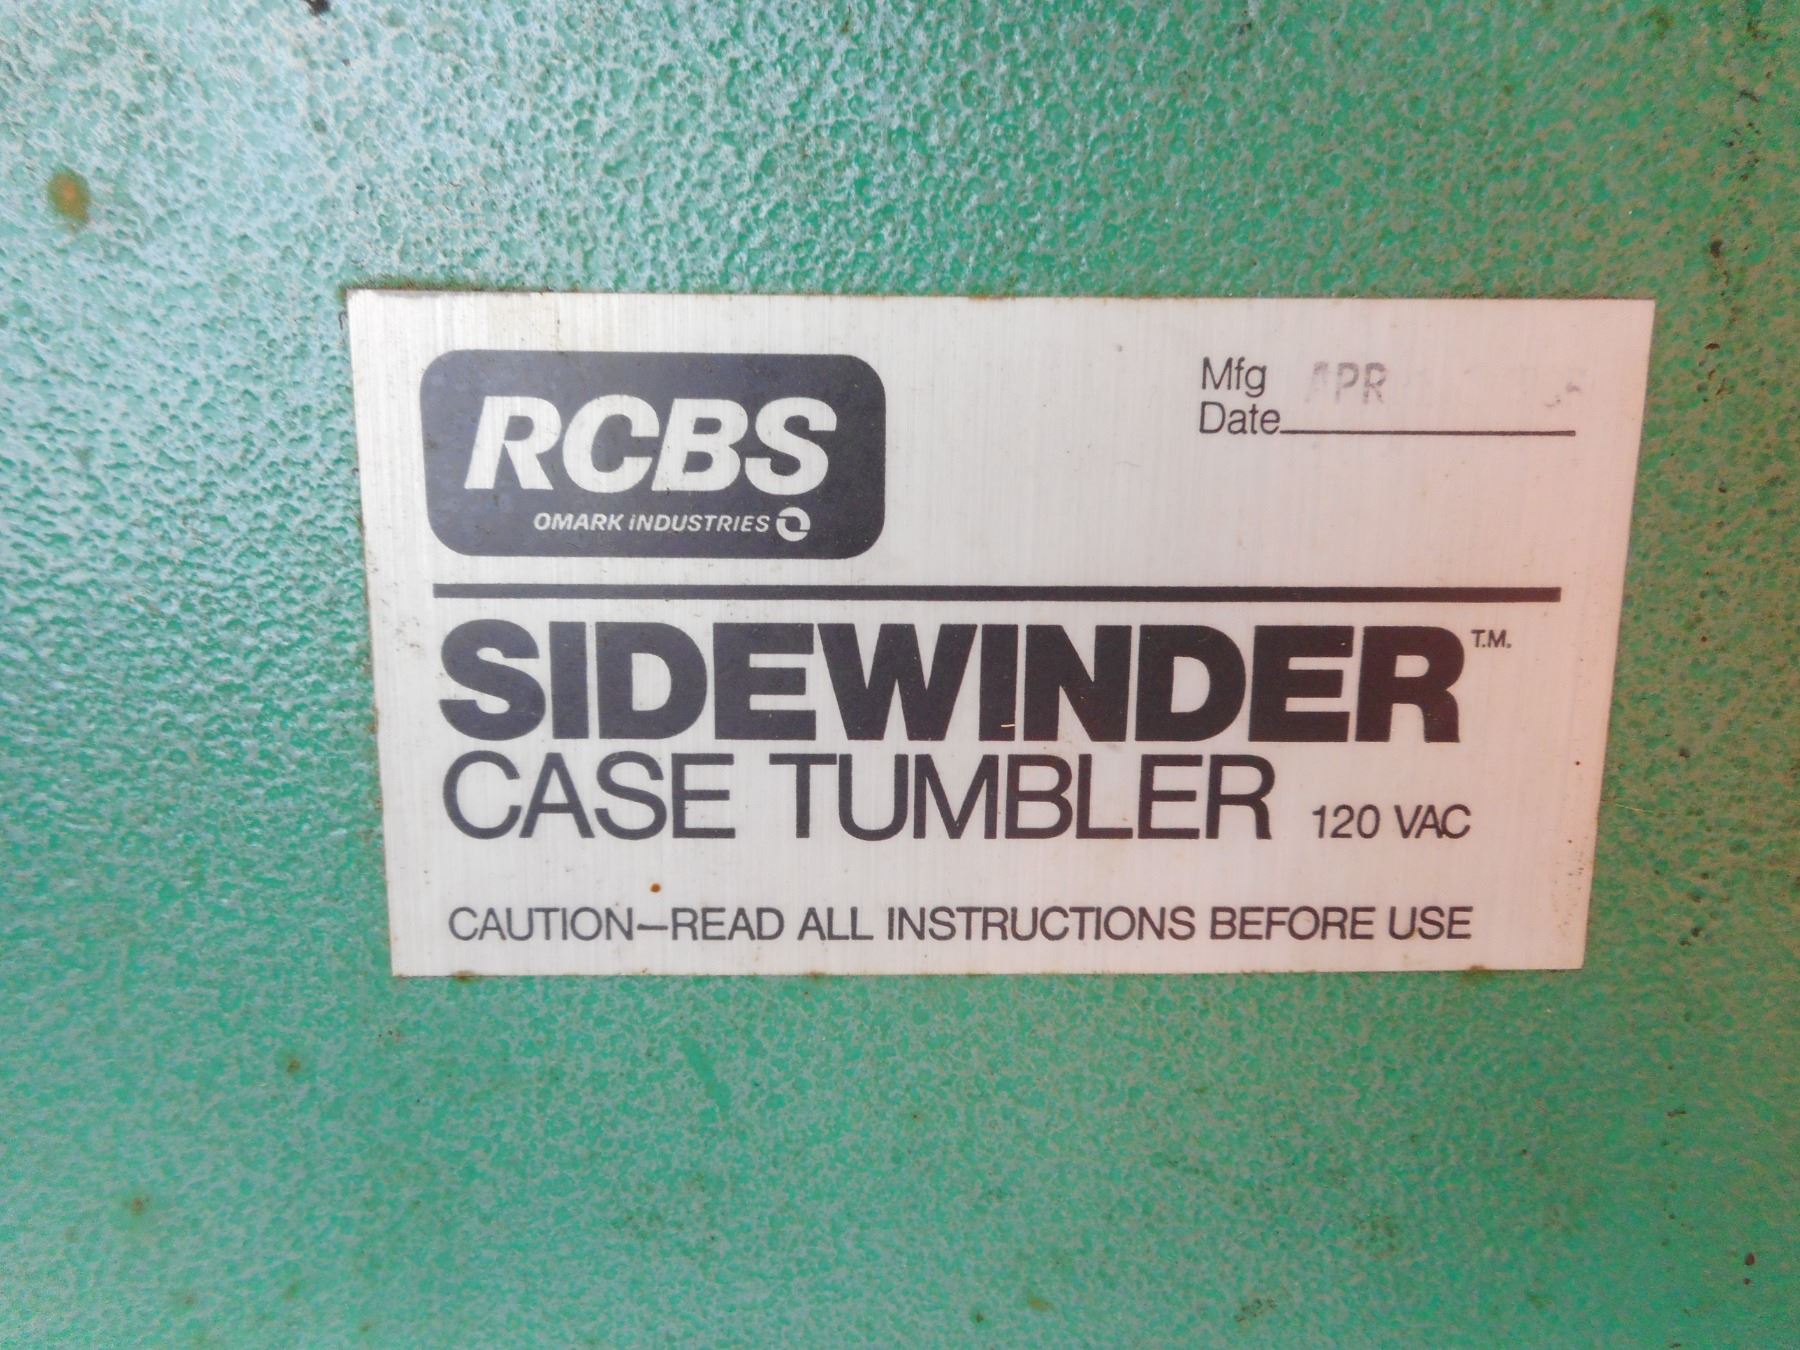 RCBS
OMARK INDUSTRIES
Mfg APR
Date
SIDEWINDER T.M.
CASE TUMBLER 120 VAC
CAUTION—READ ALL INSTRUCTIONS BEFORE USE